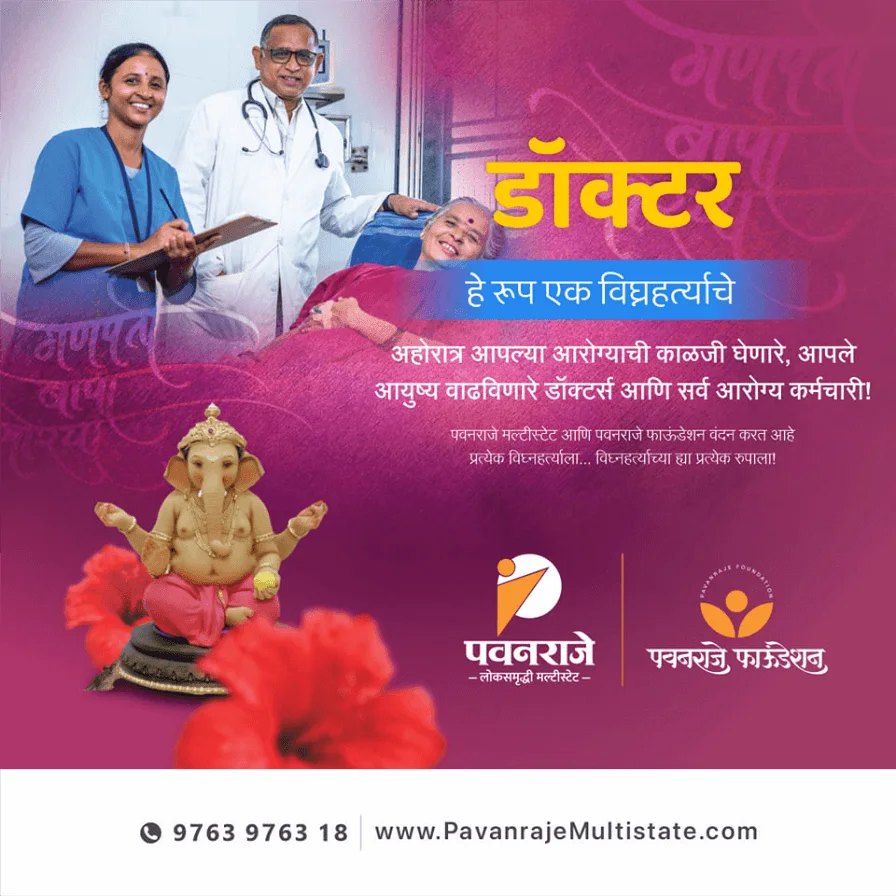 गणपती
बाप्पा
डॉक्टर
हे रूप एक विघ्नहर्त्याचे
अहोरात्र आपल्या आरोग्याची काळजी घेणारे, आपले
आयुष्य वाढविणारे डॉक्टर्स आणि सर्व आरोग्य कर्मचारी!
पवनराजे मल्टीस्टेट आणि पवनराजे फाऊंडेशन वंदन करत आहे
प्रत्येक विघ्नहर्त्याला... विघ्नहर्त्याच्या ह्या प्रत्येक रुपाला!
गणपती
बाप्पा
मोरया
पवनराजे
लोकसमृद्धी मल्टीस्टेट
PAVANRAJE FOUNDATION
पवनराजे फाऊंडेशन
9763 9763 18 | www.PavanrajeMultistate.com